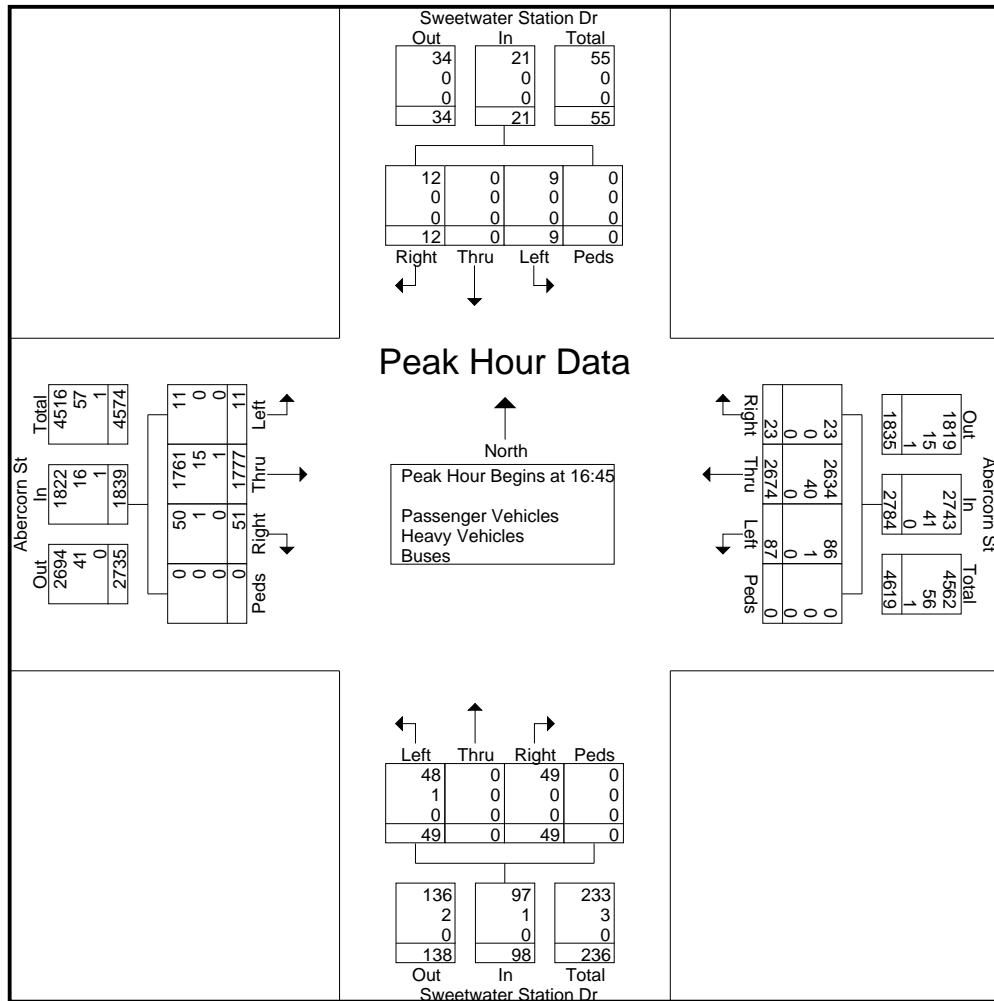 Sweetwater Station Dr
Out In Total
34 21 55
0 0 0
0 0 0
34 21 55
12 0 9 0
0 0 0 0
0 0 0 0
12 0 9 0
Right Thru Left Peds
Peak Hour Data
North
Peak Hour Begins at 16:45
Passenger Vehicles
Heavy Vehicles
Buses
Abercorn St
Total In Out
4516 1822 2694
57 16 41
1 1 0
4574 1839 2735
11 1761 50 0
0 15 1 0
0 1 0 0
11 1777 51 0
Left Thru Right Peds
Right Thru Left Peds
23 2674 87 0
0 0 0 0
0 40 1 0
23 2634 86 0
1835 2784 4619
1 0 1
15 41 56
1819 2743 4562
Out In Total
Abercorn St
Left Thru Right Peds
48 0 49 0
1 0 0 0
0 0 0 0
49 0 49 0
136 97 233
2 1 3
0 0 0
138 98 236
Out In Total
Sweetwater Station Dr